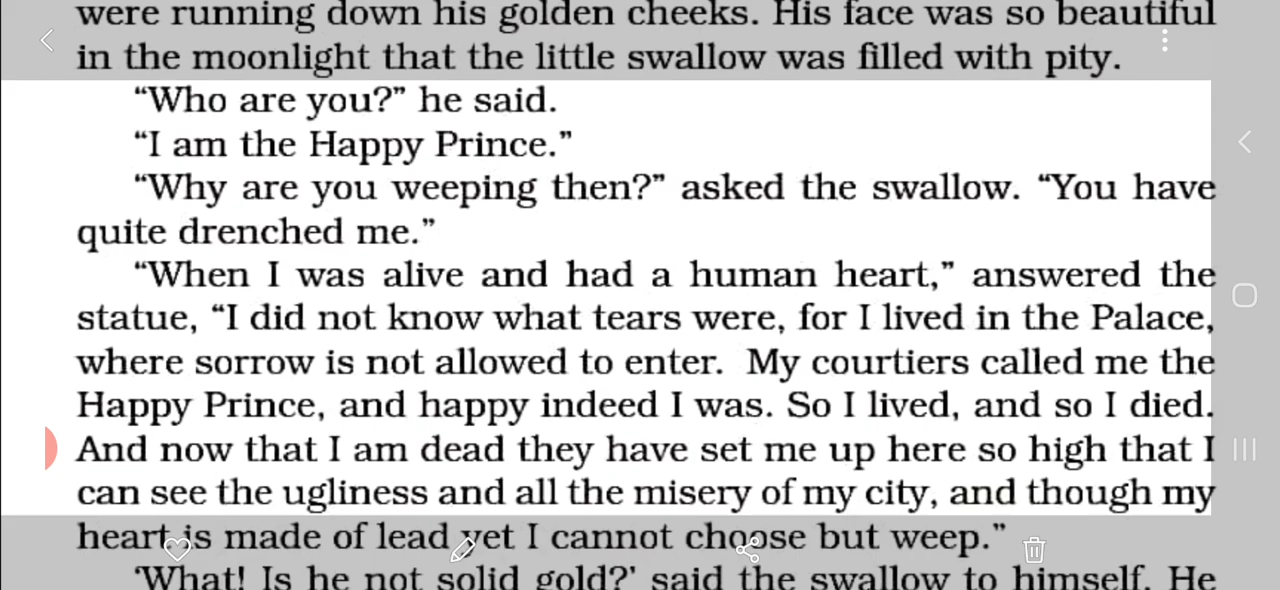 were running down his golden cheeks. His face was so beautiful
in the moonlight that the little swallow was filled with pity.
“Who are you?” he said.
“I am the Happy Prince.”
“Why are you weeping then?” asked the swallow. “You have
quite drenched me.”
“When I was alive and had a human heart,” answered the
statue, “I did not know what tears were, for I lived in the Palace,
where sorrow is not allowed to enter. My courtiers called me the
Happy Prince, and happy indeed I was. So I lived, and so I died.
And now that I am dead they have set me up here so high that I
can see the ugliness and all the misery of my city, and though my
heart is made of lead yet I cannot choose but weep.”
‘What! Is he not solid gold?’ said the swallow to himself. He